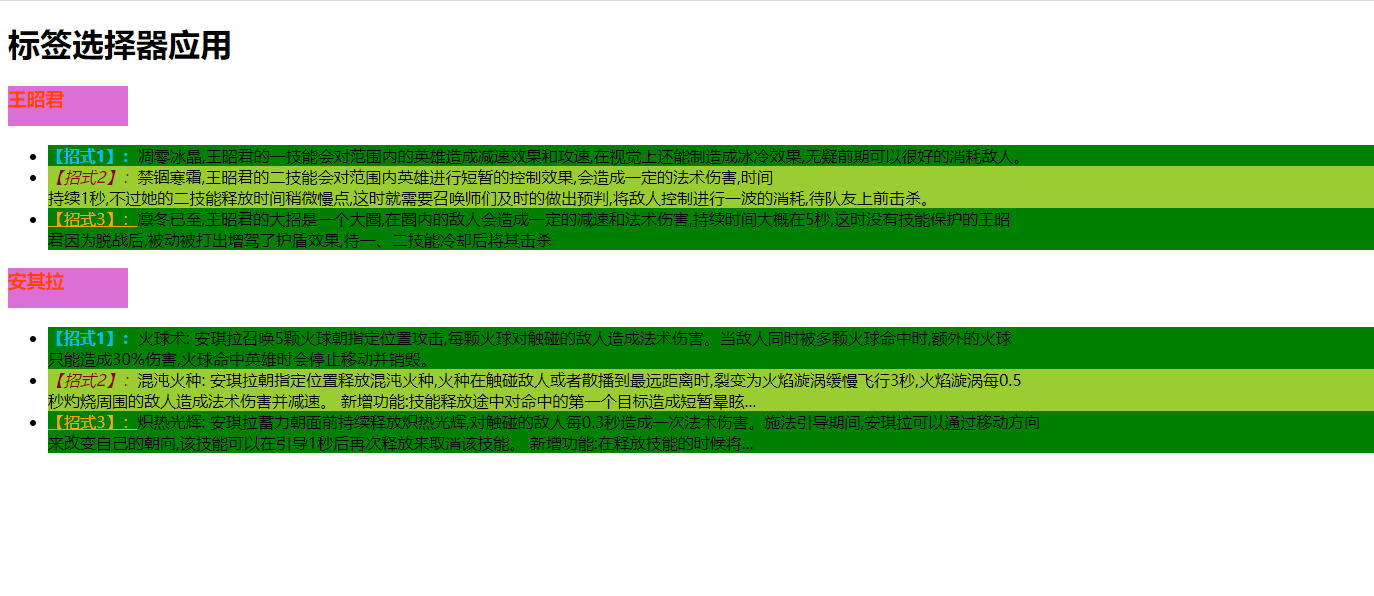 标签选择器应用
王昭君
【招式1】：凋零冰晶,王昭君的一技能会对范围内的英雄造成减速效果和攻速,在视觉上还能制造成冰冷效果,无疑前期可以很好的消耗敌人。
【招式2】：禁锢寒霜,王昭君的二技能会对范围内英雄进行短暂的控制效果,会造成一定的法术伤害,时间
持续1秒,不过她的二技能释放时间稍微慢点,这时就需要召唤师们及时的做出预判,将敌人控制进行一波的消耗,待队友上前击杀。
【招式3】：凛冬已至,王昭君的大招是一个大圈,在圈内的敌人会造成一定的减速和法术伤害,持续时间大概在5秒,这时没有技能保护的王昭
君因为脱战后,被动被打出增驾了护盾效果,待一、二技能冷却后将其击杀
安其拉
【招式1】：火球术: 安琪拉召唤5颗火球朝指定位置攻击,每颗火球对触碰的敌人造成法术伤害。当敌人同时被多颗火球命中时,额外的火球
只能造成30%伤害,火球命中英雄时会停止移动并销毁。
【招式2】：混沌火种: 安琪拉朝指定位置释放混沌火种,火种在触碰敌人或者散播到最远距离时,裂变为火焰漩涡缓慢飞行3秒,火焰漩涡每0.5
秒灼烧周围的敌人造成法术伤害并减速。 新增功能:技能释放途中对命中的第一个目标造成短暂晕眩...
【招式3】：炽热光辉: 安琪拉蓄力朝面前持续释放炽热光辉,对触碰的敌人每0.3秒造成一次法术伤害。施法引导期间,安琪拉可以通过移动方向
来改变自己的朝向,该技能可以在引导1秒后再次释放来取消该技能。 新增功能:在释放技能的时候将...